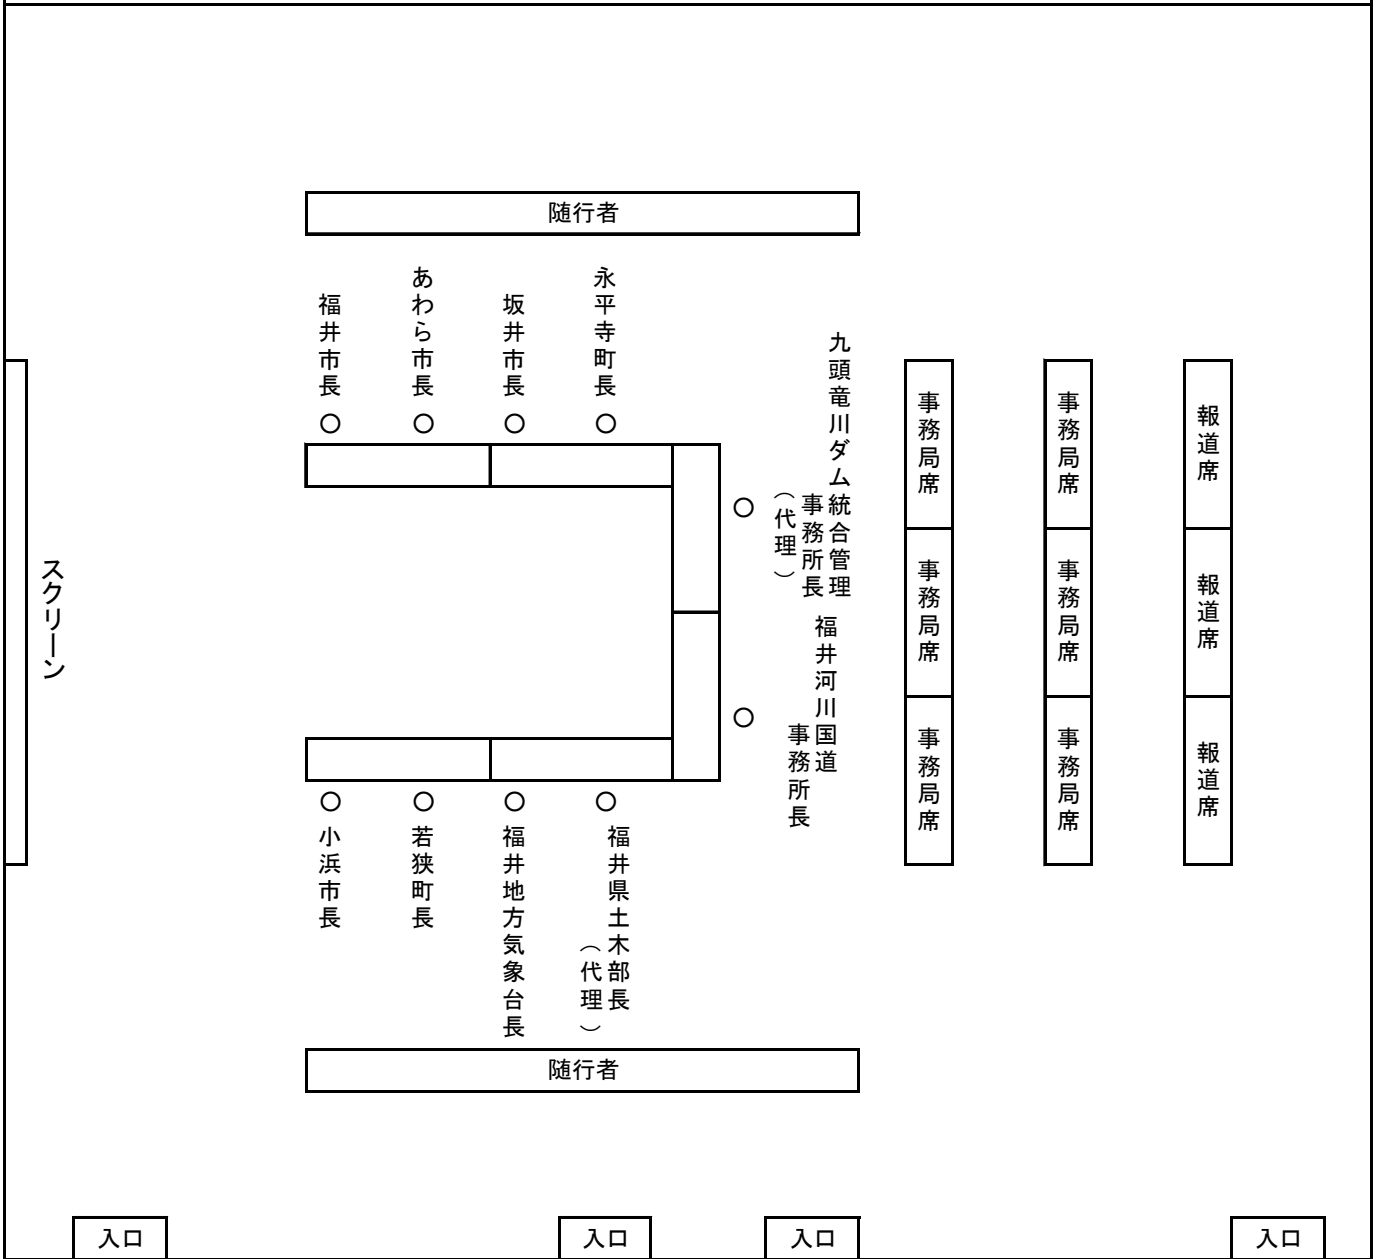 随行者
福井市長
あわら市長
坂井市長
永平寺町長
九頭竜川ダム統合管理
事務所長
（代理）
福井河川国道
事務所長
スクリーン
事務局席
事務局席
報道席
事務局席
事務局席
報道席
事務局席
事務局席
報道席
小浜市長
若狭町長
福井地方気象台長
福井県土木部長
（代理）
随行者
入口
入口
入口
入口